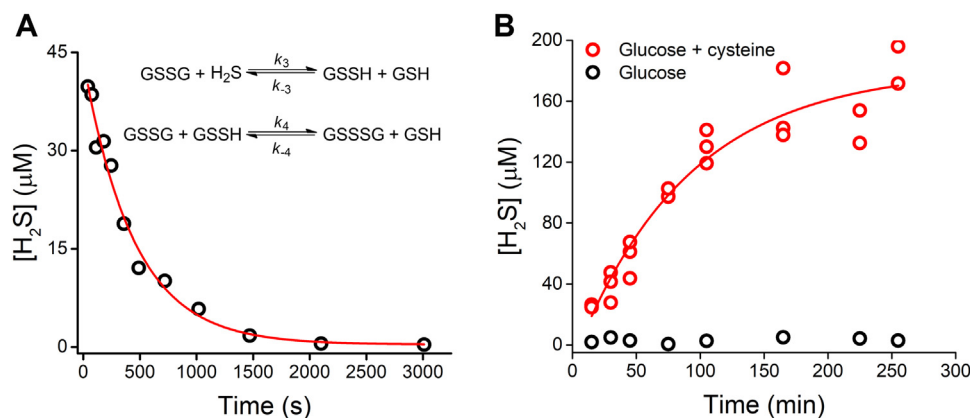 A
45
30
15
0
[H₂S] (μM)
k₃
GSSG + H₂S ⇌ GSSH + GSH
k₋₃
k₄
GSSG + GSSH ⇌ GSSSG + GSH
k₋₄
0 500 1000 1500 2000 2500 3000
Time (s)
B
200
160
120
80
40
0
[H₂S] (μM)
Glucose + cysteine
Glucose
0 50 100 150 200 250 300
Time (min)